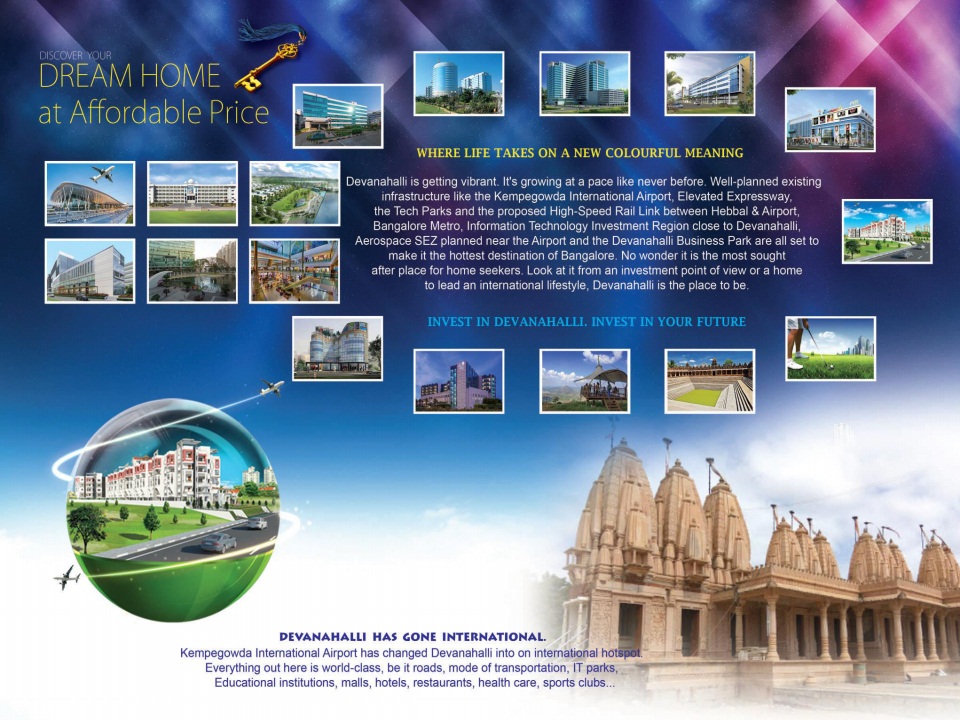 DISCOVER YOUR
DREAM HOME
at Affordable Price
WHERE LIFE TAKES ON A NEW COLOURFUL MEANING
Devanahalli is getting vibrant. It's growing at a pace like never before. Well-planned existing
infrastructure like the Kempegowda International Airport, Elevated Expressway,
the Tech Parks and the proposed High-Speed Rail Link between Hebbal & Airport,
Bangalore Metro, Information Technology Investment Region close to Devanahalli,
Aerospace SEZ planned near the Airport and the Devanahalli Business Park are all set to
make it the hottest destination of Bangalore. No wonder it is the most sought
after place for home seekers. Look at it from an investment point of view or a home
to lead an international lifestyle, Devanahalli is the place to be.
INVEST IN DEVANAHALLI. INVEST IN YOUR FUTURE
DEVANAHALLI HAS GONE INTERNATIONAL.
Kempegowda International Airport has changed Devanahalli into on international hotspot.
Everything out here is world-class, be it roads, mode of transportation, IT parks,
Educational institutions, malls, hotels, restaurants, health care, sports clubs...